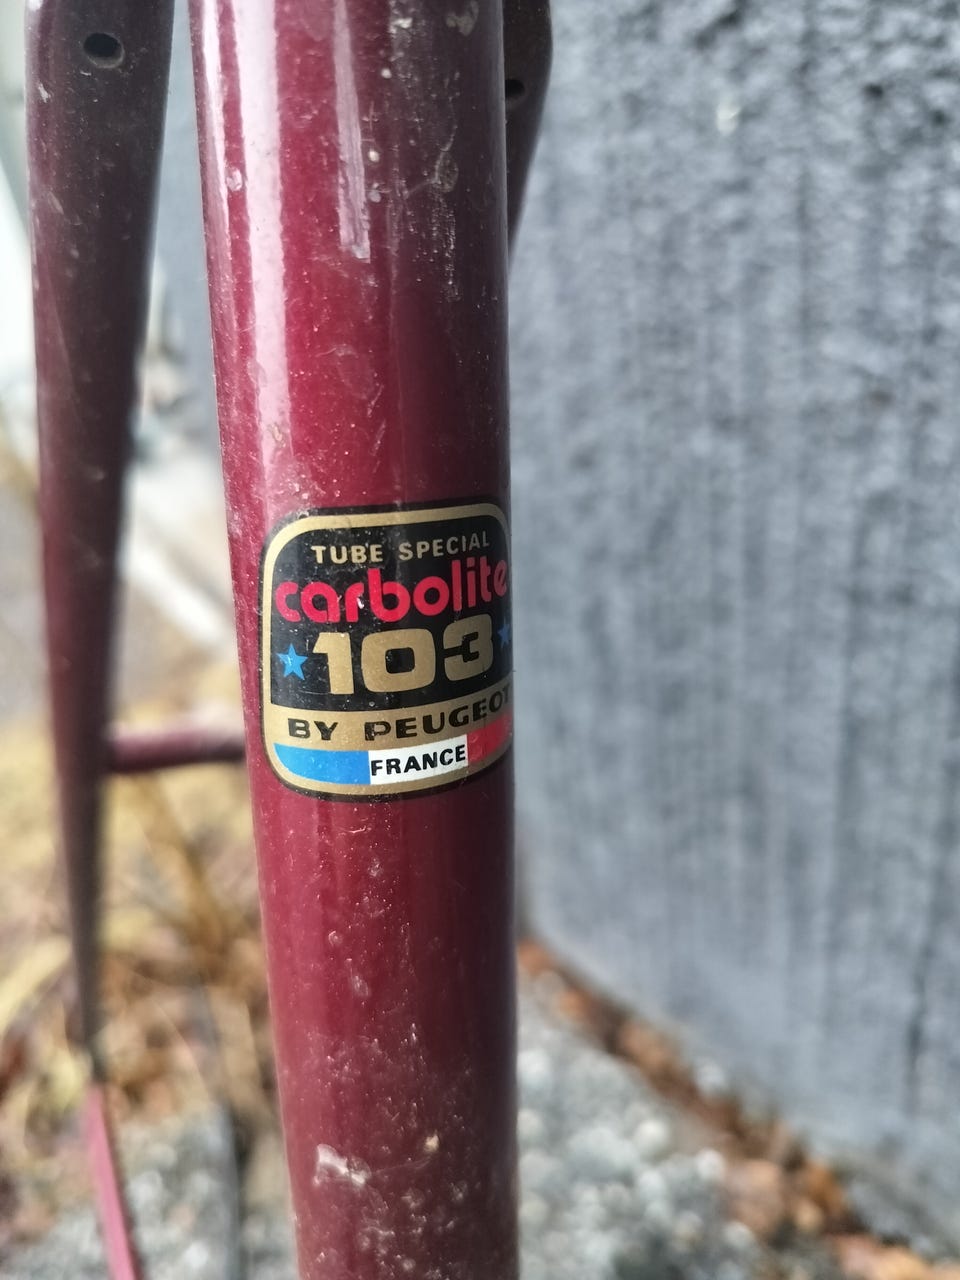 TUBE SPECIAL
carbolite
103
BY PEUGEOT
FRANCE